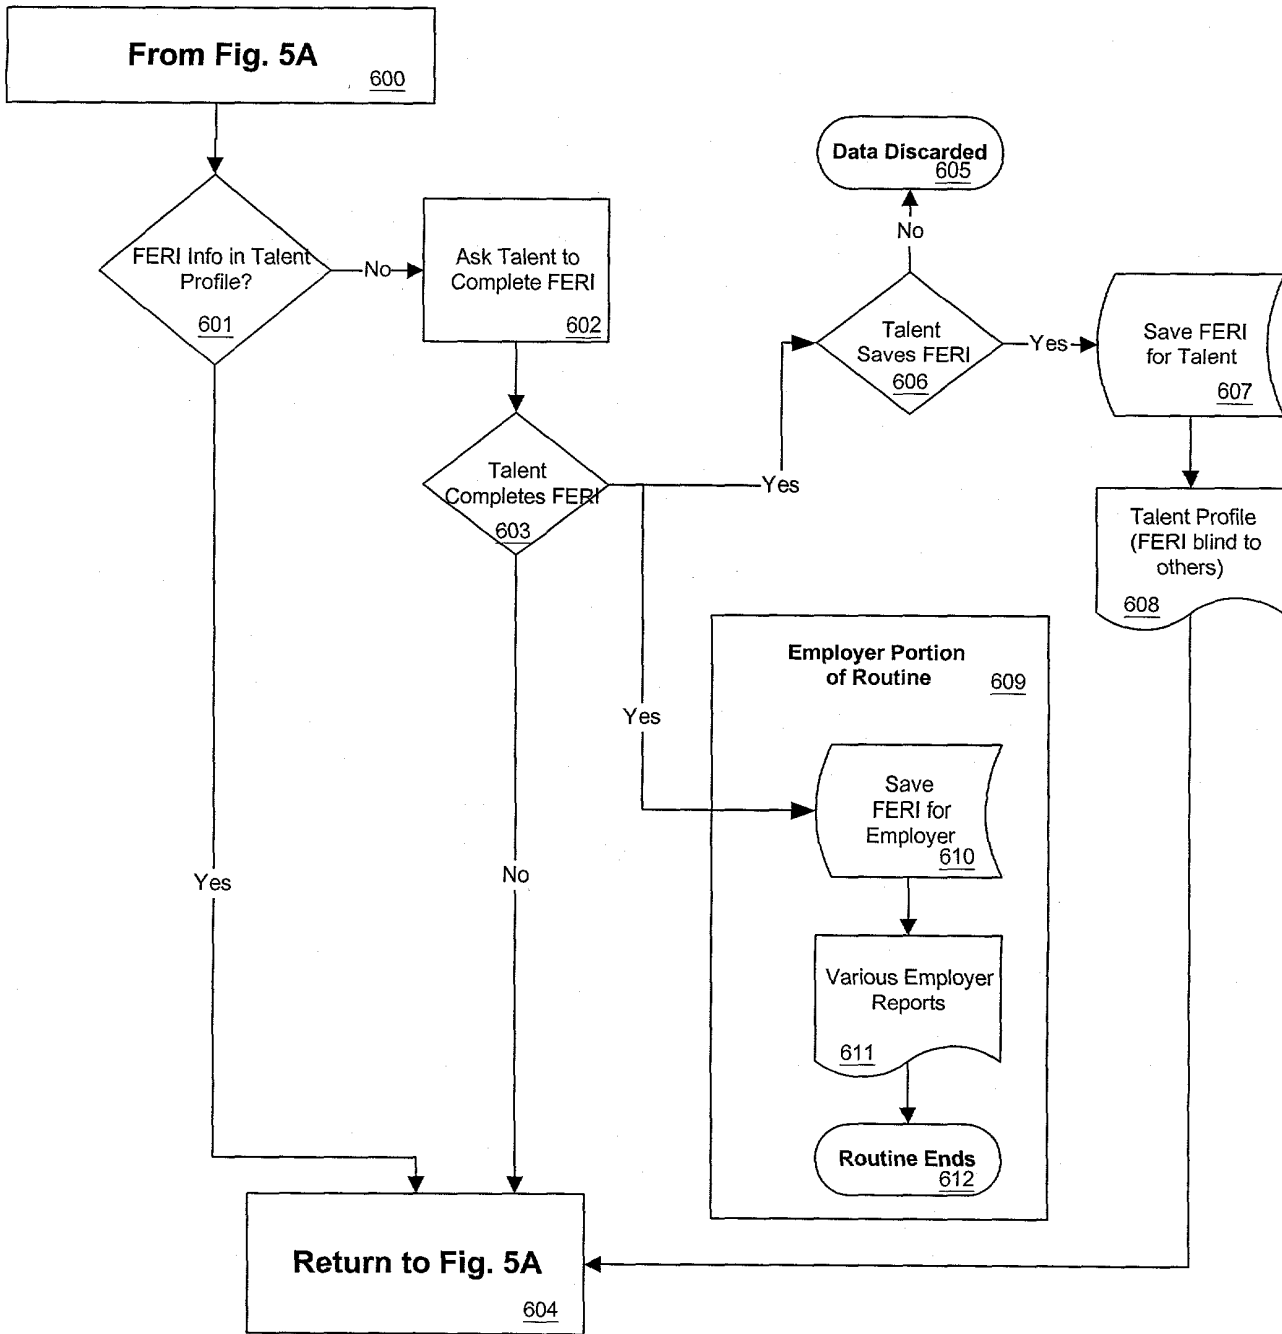 From Fig. 5A
600
FERI Info in Talent
Profile?
601
No
Ask Talent to
Complete FERI
602
Data Discarded
605
No
Talent
Saves FERI
606
Yes
Save FERI
for Talent
607
Talent
Completes FERI
603
Yes
Talent Profile
(FERI blind to
others)
608
Employer Portion
of Routine
609
Yes
Save
FERI for
Employer
610
Yes
No
Various Employer
Reports
611
Routine Ends
612
Return to Fig. 5A
604